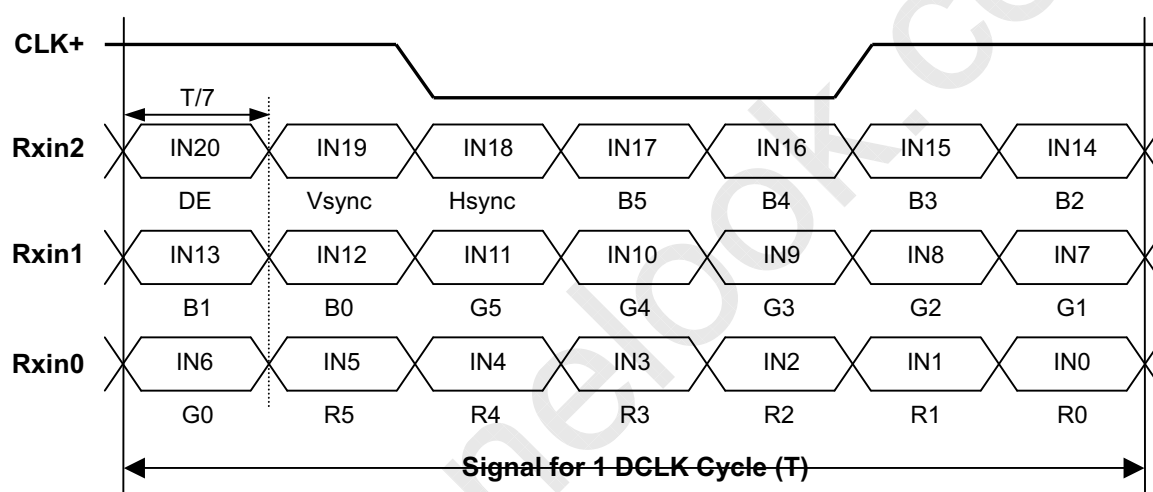 CLK+
T/7
Rxin2 IN20 IN19 IN18 IN17 IN16 IN15 IN14
DE Vsync Hsync B5 B4 B3 B2
Rxin1 IN13 IN12 IN11 IN10 IN9 IN8 IN7
B1 B0 G5 G4 G3 G2 G1
Rxin0 IN6 IN5 IN4 IN3 IN2 IN1 IN0
G0 R5 R4 R3 R2 R1 R0
Signal for 1 DCLK Cycle (T)
nelook.co